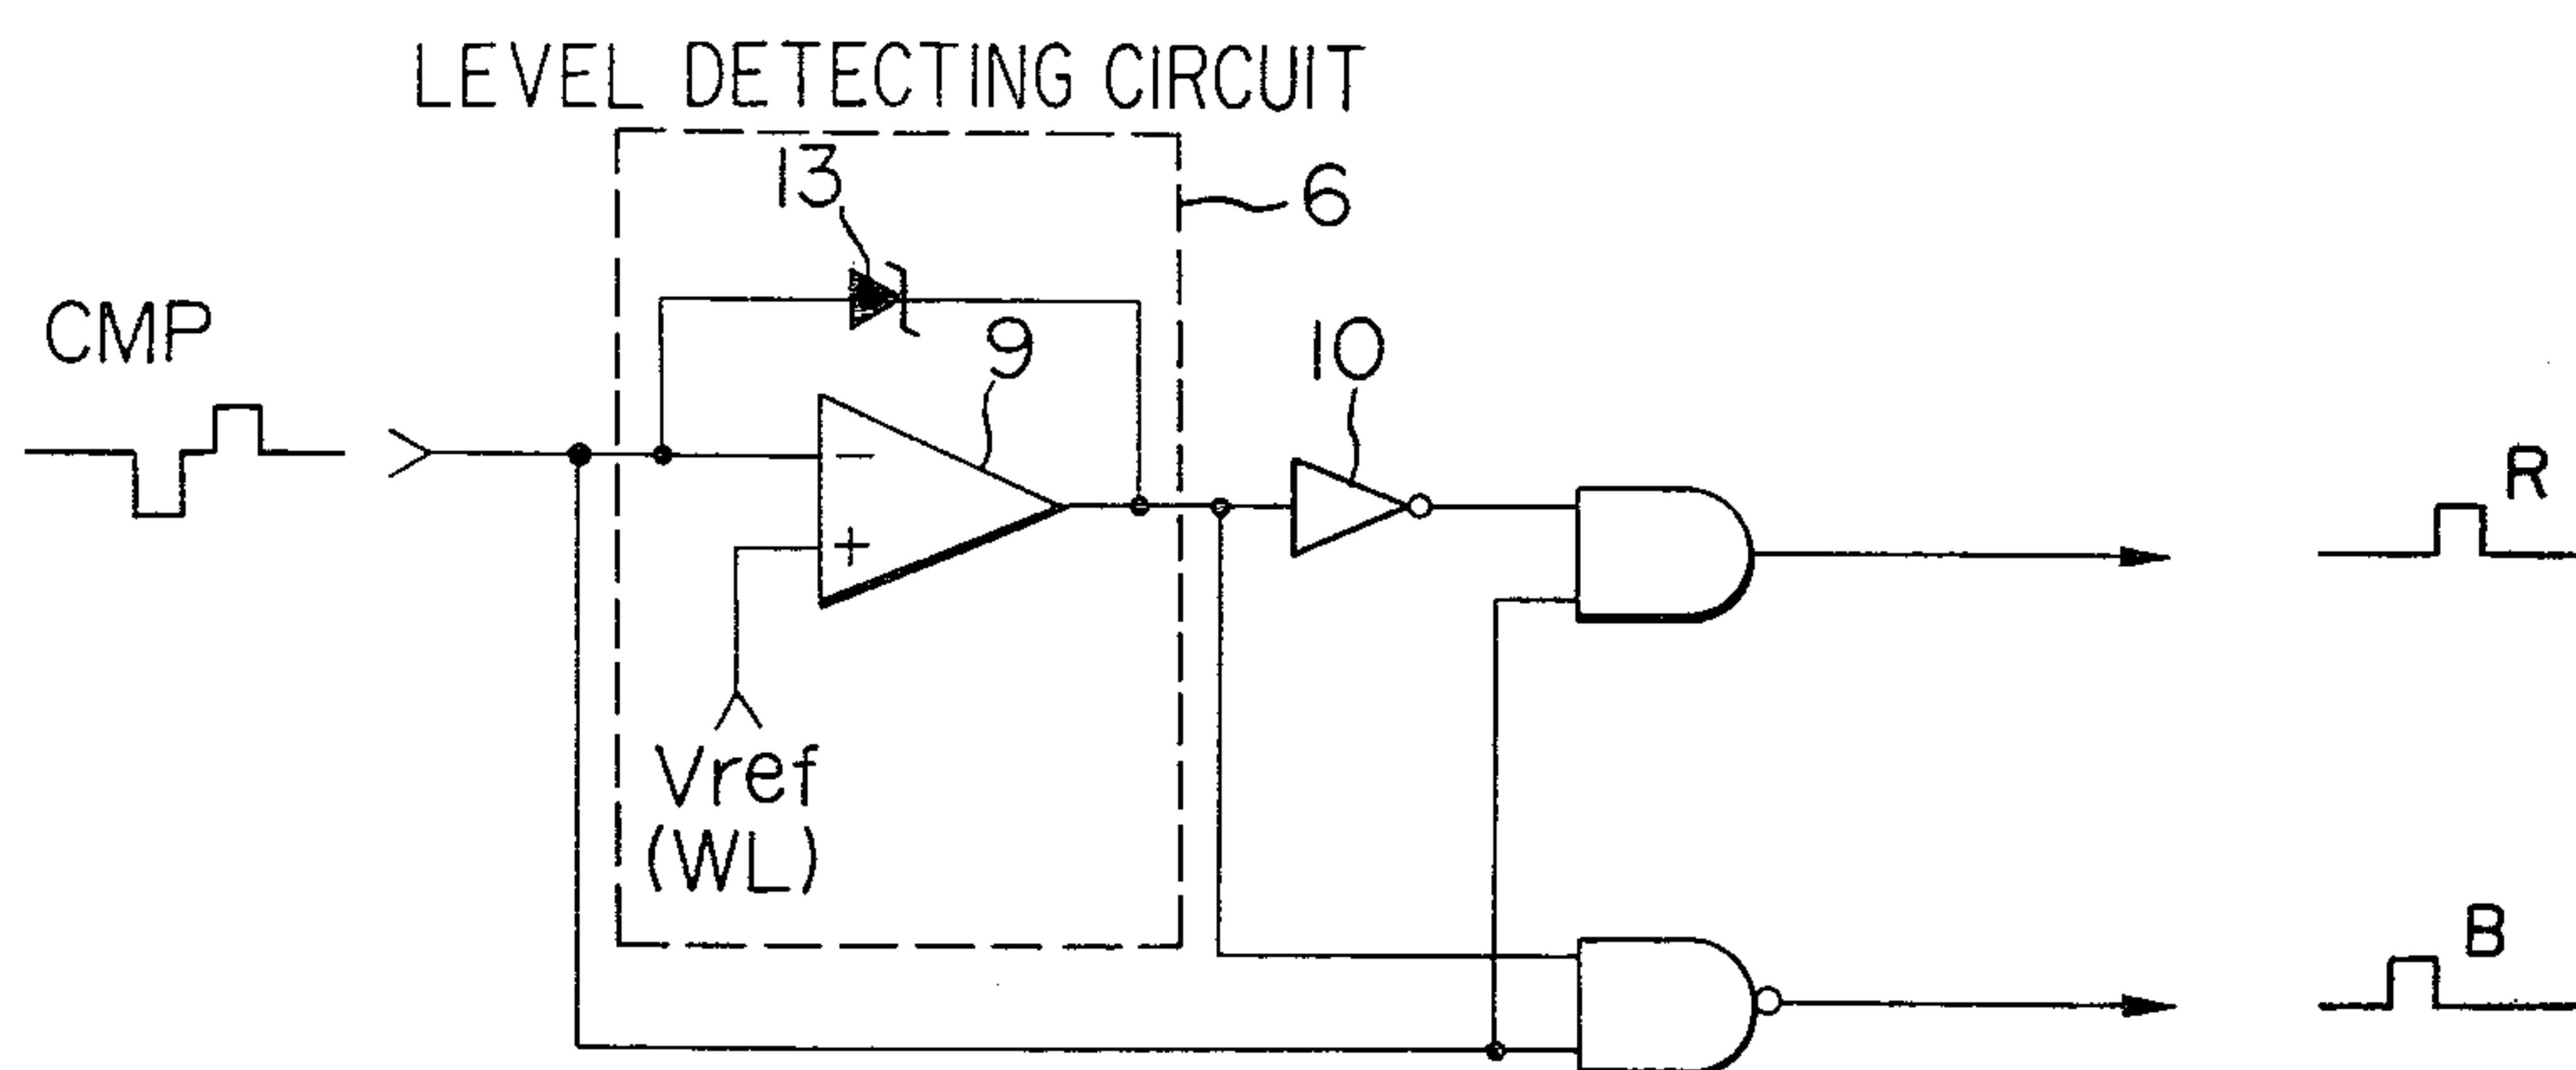 LEVEL DETECTING CIRCUIT
13
6
CMP
9
10
−
R
+
Vref
(WL)
B